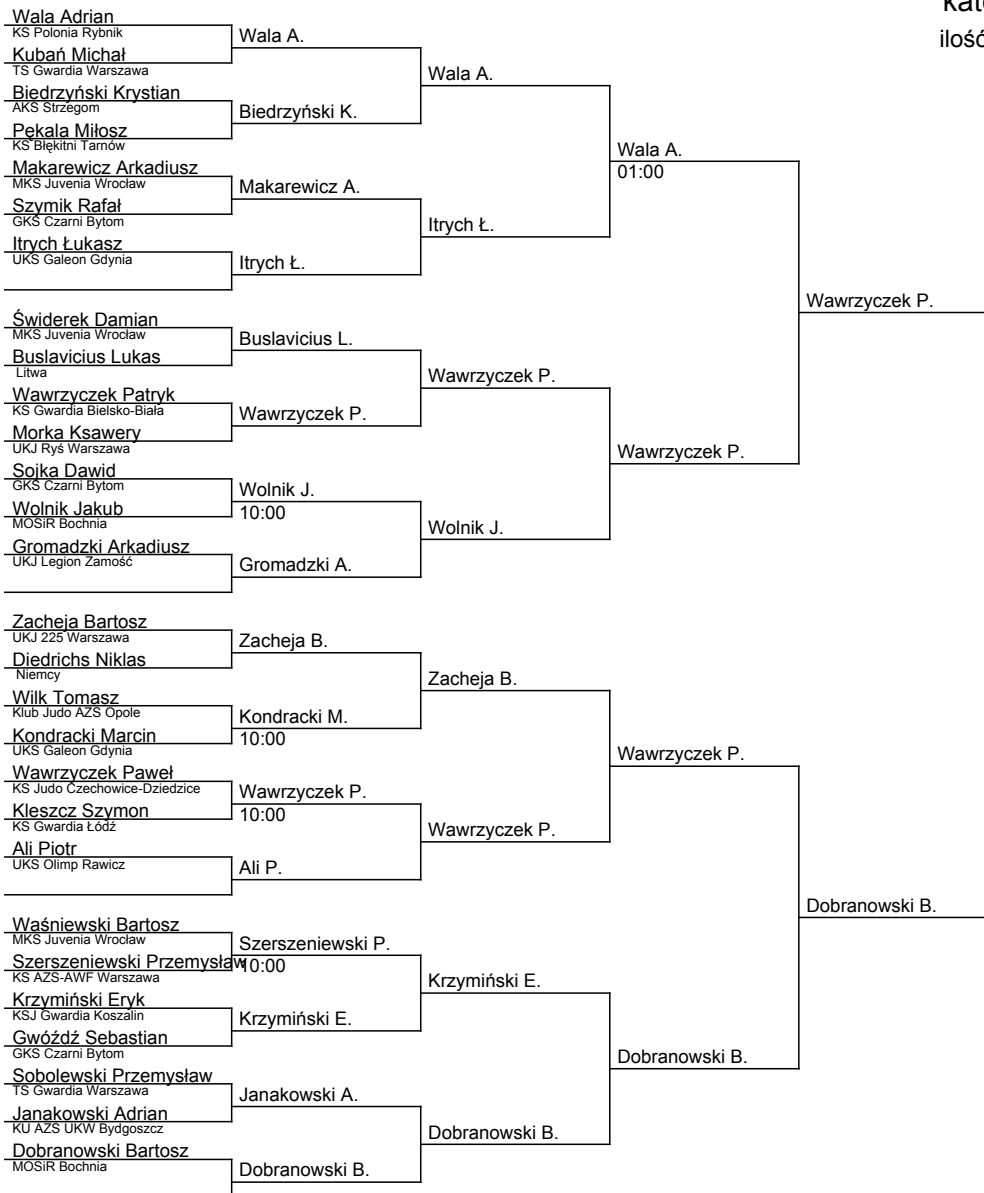 Wala Adrian
KS Polonia Rybnik
Kubań Michał
TS Gwardia Warszawa
Biedrzyński Krystian
AKS Strzegom
Pękala Miłosz
KS Błękitni Tarnów
Makarewicz Arkadiusz
MKS Juvenia Wrocław
Szymik Rafał
GKS Czarni Bytom
Itrych Łukasz
UKS Galeon Gdynia
Świderek Damian
MKS Juvenia Wrocław
Buslavicius Lukas
Litwa
Wawrzyczek Patryk
KS Gwardia Bielsko-Biała
Morka Ksawery
UKJ Ryś Warszawa
Sojka Dawid
GKS Czarni Bytom
Wolnik Jakub
MOSiR Bochnia
Gromadzki Arkadiusz
UKJ Legion Zamość
Zacheja Bartosz
UKJ 225 Warszawa
Diedrichs Niklas
Niemcy
Wilk Tomasz
Klub Judo AZS Opole
Kondracki Marcin
UKS Galeon Gdynia
Wawrzyczek Paweł
KS Judo Czechowice-Dziedzice
Kleszcz Szymon
KS Gwardia Łódź
Ali Piotr
UKS Olimp Rawicz
Waśniewski Bartosz
MKS Juvenia Wrocław
Szerszeniewski Przemysław
KS AZS-AWF Warszawa
Krzymiński Eryk
KSJ Gwardia Koszalin
Gwóźdź Sebastian
GKS Czarni Bytom
Sobolewski Przemysław
TS Gwardia Warszawa
Janakowski Adrian
KU AZS UKW Bydgoszcz
Dobranowski Bartosz
MOSiR Bochnia
Wala A.
Biedrzyński K.
Makarewicz A.
Itrych Ł.
Buslavicius L.
Wawrzyczek P.
Wolnik J.
10:00
Gromadzki A.
Zacheja B.
Kondracki M.
10:00
Wawrzyczek P.
10:00
Ali P.
Szerszeniewski P.
10:00
Krzymiński E.
Janakowski A.
Dobranowski B.
Wala A.
Itrych Ł.
Wawrzyczek P.
Wolnik J.
Zacheja B.
Wawrzyczek P.
Krzymiński E.
Dobranowski B.
Wala A.
01:00
Wawrzyczek P.
Wawrzyczek P.
Dobranowski B.
Wawrzyczek P.
Dobranowski B.
ilość